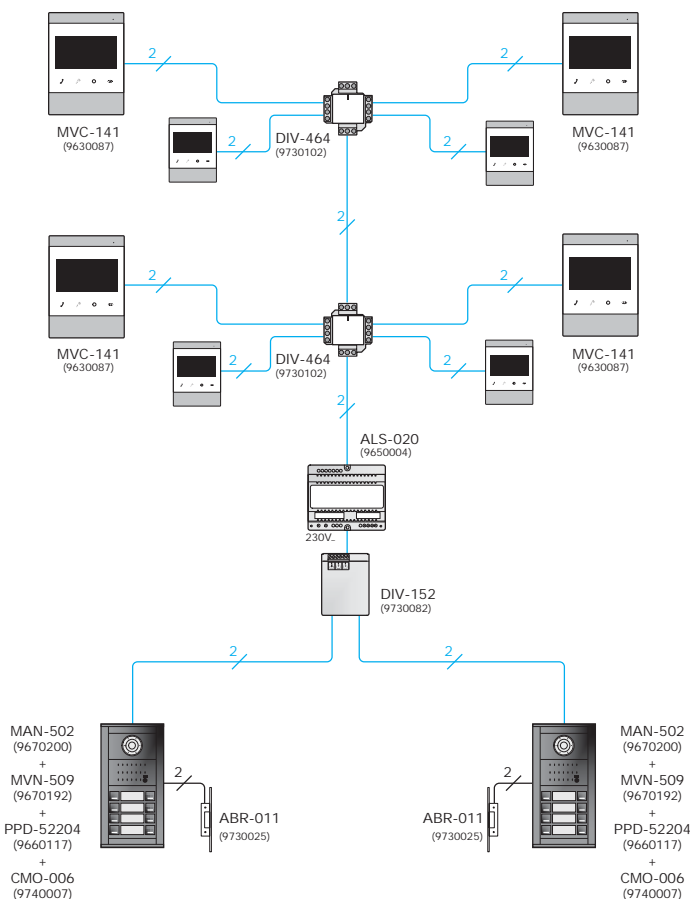 2
2
MVC-141
(9630087)
DIV-464
(9730102)
MVC-141
(9630087)
2
2
2
2
2
MVC-141
(9630087)
DIV-464
(9730102)
MVC-141
(9630087)
2
2
2
ALS-020
(9650004)
230V~
DIV-152
(9730082)
2
2
MAN-502
(9670200)
+
MVN-509
(9670192)
+
PPD-52204
(9660117)
+
CMO-006
(9740007)
2
ABR-011
(9730025)
2
ABR-011
(9730025)
MAN-502
(9670200)
+
MVN-509
(9670192)
+
PPD-52204
(9660117)
+
CMO-006
(9740007)